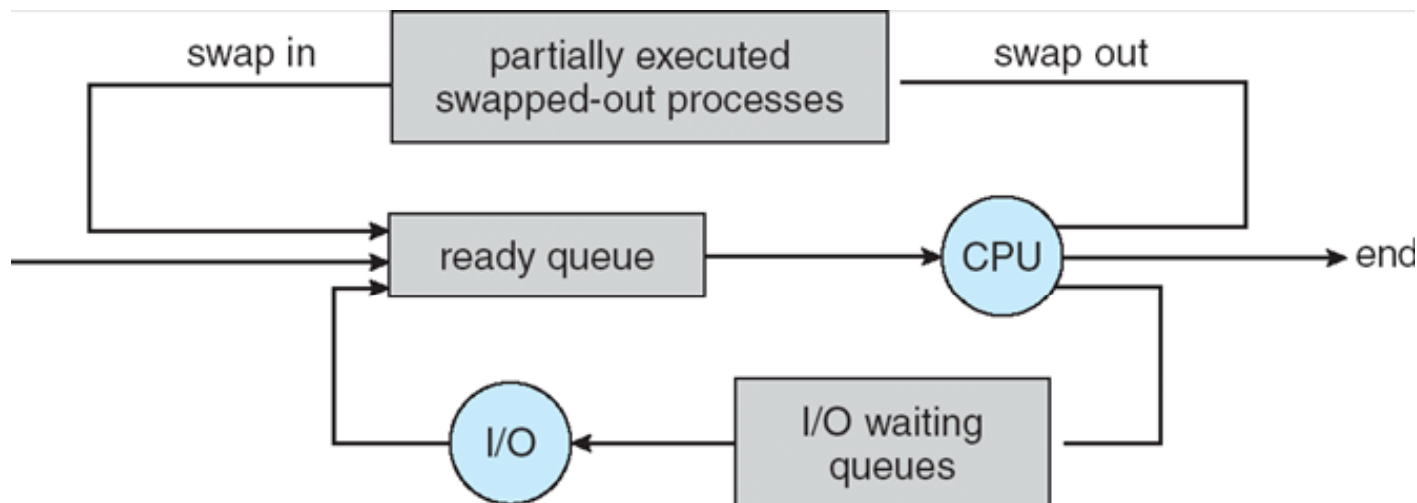 swap in
partially executed
swapped-out processes
swap out
ready queue
CPU
end
I/O
I/O waiting
queues